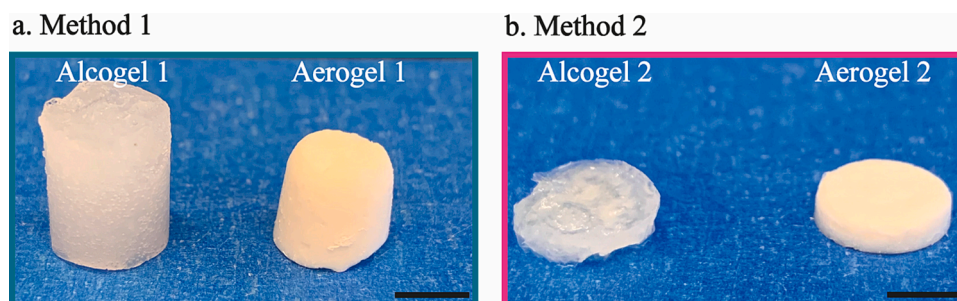 a. Method 1
Alcogel 1
Aerogel 1
b. Method 2
Alcogel 2
Aerogel 2